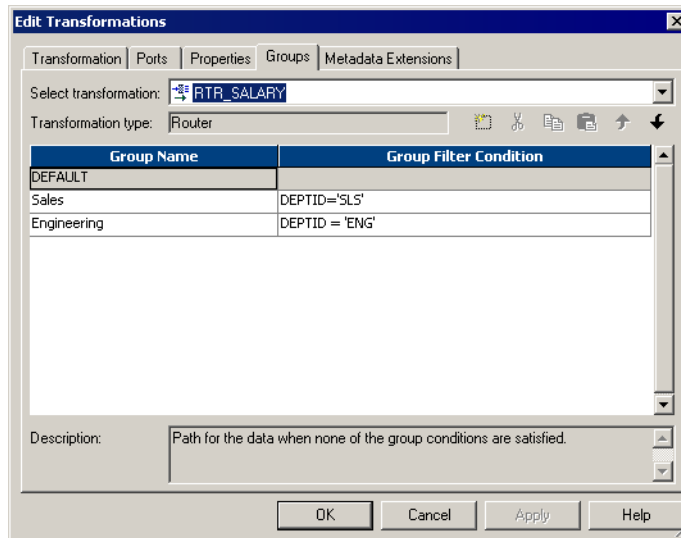 Edit Transformations
Transformation Ports Properties Groups Metadata Extensions
Select transformation: RTR_SALARY
Transformation type: Router
Group Name Group Filter Condition
DEFAULT
Sales DEPTID='SLS'
Engineering DEPTID = 'ENG'
Description: Path for the data when none of the group conditions are satisfied.
OK Cancel Apply Help